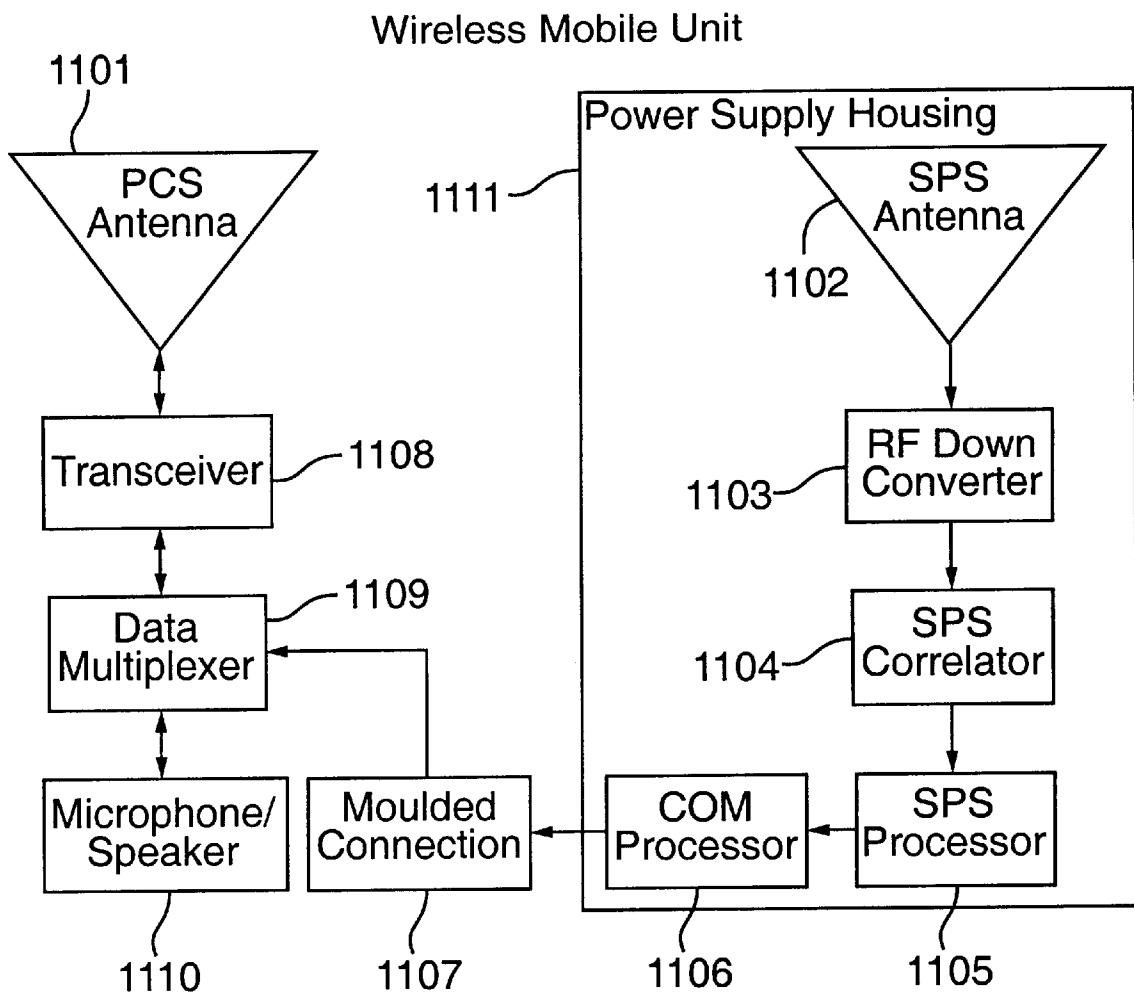 Wireless Mobile Unit
1101
Power Supply Housing
PCS
Antenna
1111
SPS
Antenna
1102
Transceiver
1108
RF Down
Converter
1103
1109
Data
Multiplexer
SPS
Correlator
1104
Microphone/
Speaker
Moulded
Connection
COM
Processor
SPS
Processor
1110
1107
1106
1105